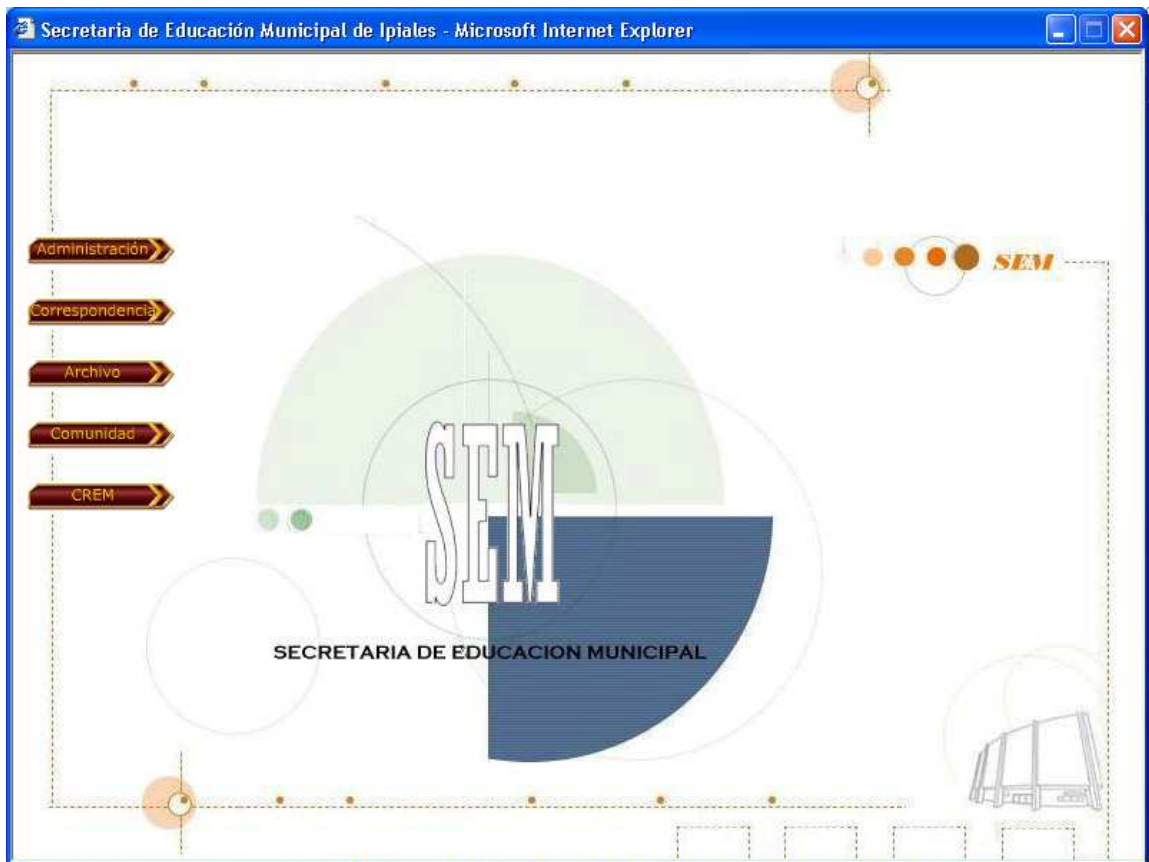 Secretaria de Educación Municipal de Ipiales - Microsoft Internet Explorer
Administración
Correspondencia
Archivo
Comunidad
CREM
SEM
SEM
SECRETARIA DE EDUCACION MUNICIPAL